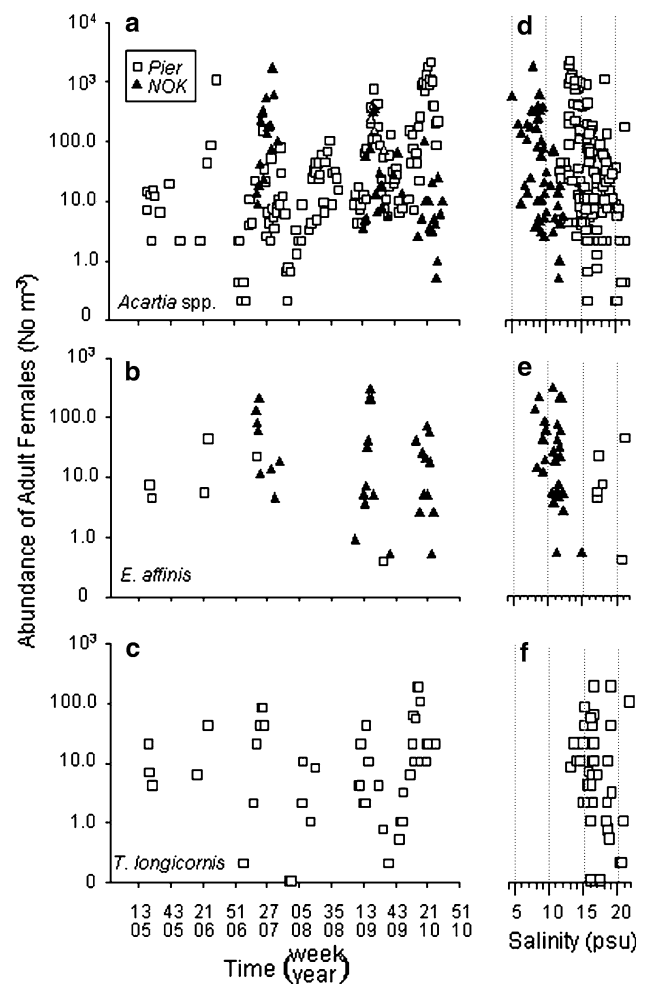 a
d
10⁴
10³
100.0
10.0
1.0
0
Pier
NOK
Acartia spp.
Abundance of Adult Females (No m⁻³)
b
e
10³
100.0
10.0
1.0
0
E. affinis
c
f
10³
100.0
10.0
1.0
0
T. longicornis
13 43 21 51 27 05 35 13 43 21 51
05 05 06 06 07 08 08 09 09 10 10
Time (week year)
5 10 15 20
Salinity (psu)